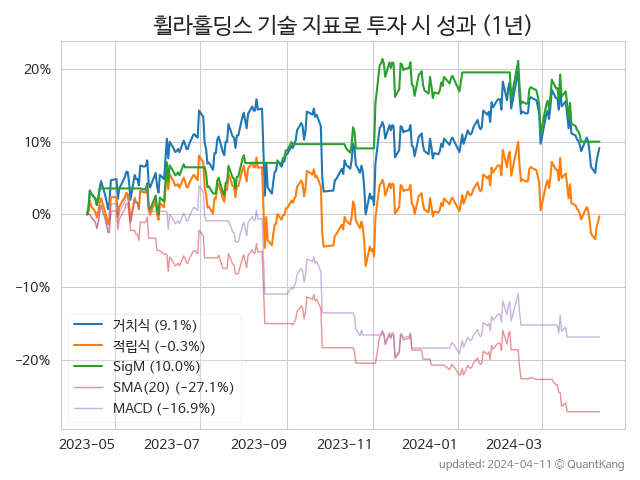 휠라홀딩스 기술 지표로 투자 시 성과 (1년)
20%
10%
0%
−10%
−20%
거치식 (9.1%)
적립식 (−0.3%)
SigM (10.0%)
SMA(20) (−27.1%)
MACD (−16.9%)
2023-05 2023-07 2023-09 2023-11 2024-01 2024-03
updated: 2024-04-11 © QuantKang